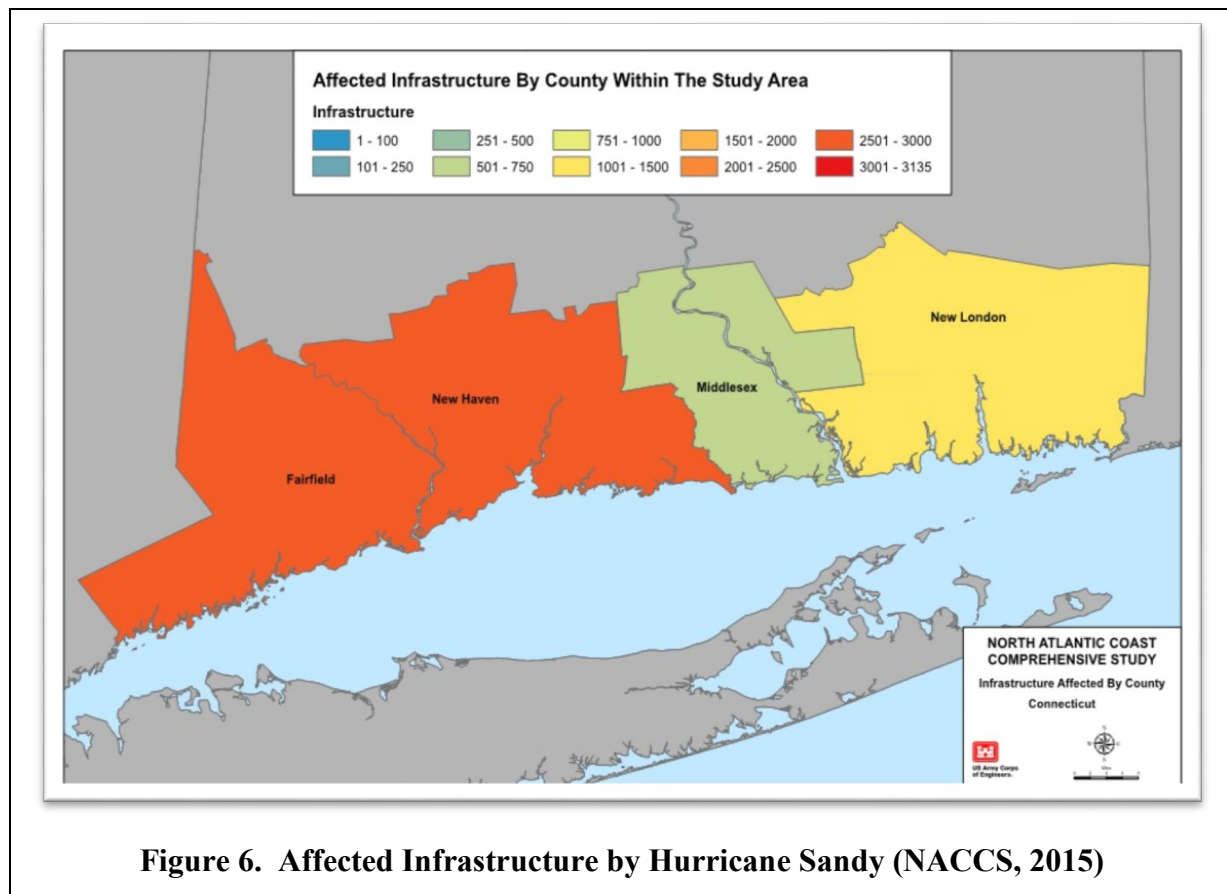 Affected Infrastructure By County Within The Study Area
Infrastructure
1 - 100
251 - 500
751 - 1000
1501 - 2000
2501 - 3000
101 - 250
501 - 750
1001 - 1500
2001 - 2500
3001 - 3135
New London
Middlesex
New Haven
Fairfield
NORTH ATLANTIC COAST
COMPREHENSIVE STUDY
Infrastructure Affected By County
Connecticut
US Army Corps
of Engineers.
Figure 6. Affected Infrastructure by Hurricane Sandy (NACCS, 2015)